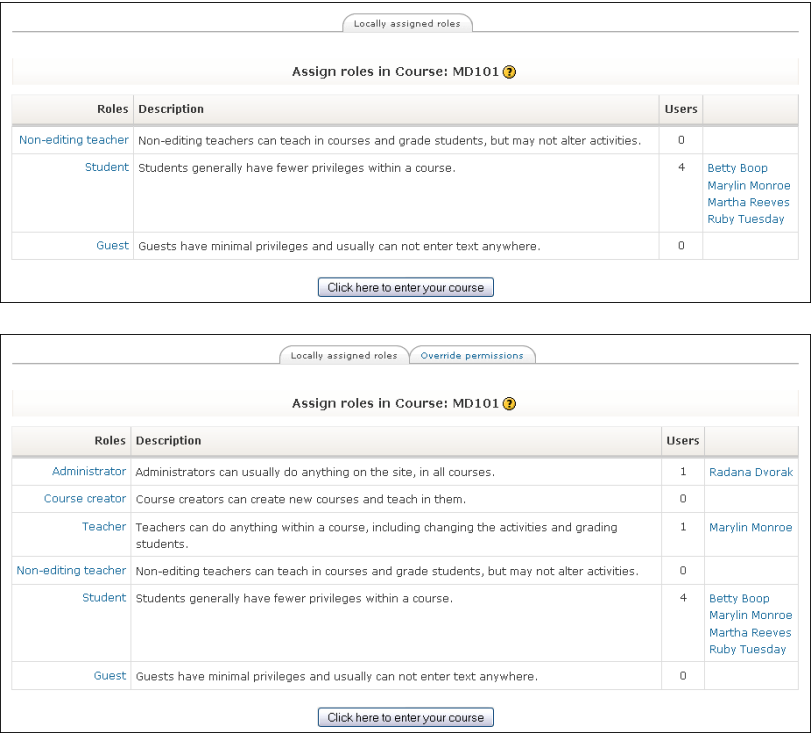 Locally assigned roles
Assign roles in Course: MD101 ?
Roles Description Users
Non-editing teacher Non-editing teachers can teach in courses and grade students, but may not alter activities. 0
Student Students generally have fewer privileges within a course. 4 Betty Boop
Marylin Monroe
Martha Reeves
Ruby Tuesday
Guest Guests have minimal privileges and usually can not enter text anywhere. 0
Click here to enter your course
Locally assigned roles Override permissions
Assign roles in Course: MD101 ?
Roles Description Users
Administrator Administrators can usually do anything on the site, in all courses. 1 Radana Dvorak
Course creator Course creators can create new courses and teach in them. 0
Teacher Teachers can do anything within a course, including changing the activities and grading 1 Marylin Monroe
students.
Non-editing teacher Non-editing teachers can teach in courses and grade students, but may not alter activities. 0
Student Students generally have fewer privileges within a course. 4 Betty Boop
Marylin Monroe
Martha Reeves
Ruby Tuesday
Guest Guests have minimal privileges and usually can not enter text anywhere. 0
Click here to enter your course